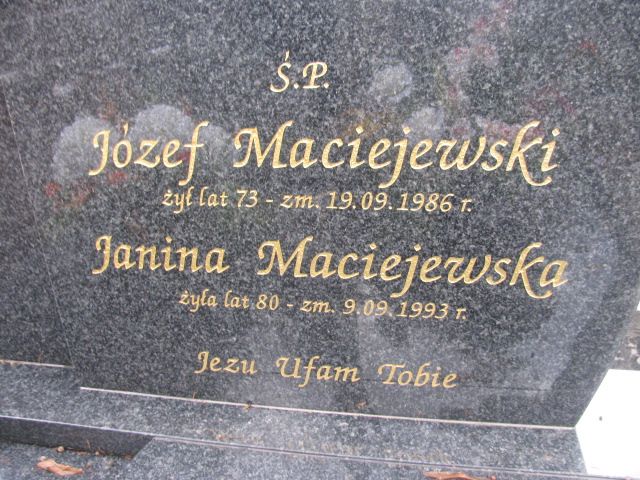 Ś.P.
Józef Maciejewski
żył lat 73 - zm. 19.09.1986 r.
Janina Maciejewska
żyła lat 80 - zm. 9.09.1993 r.
Jezu Ufam Tobie